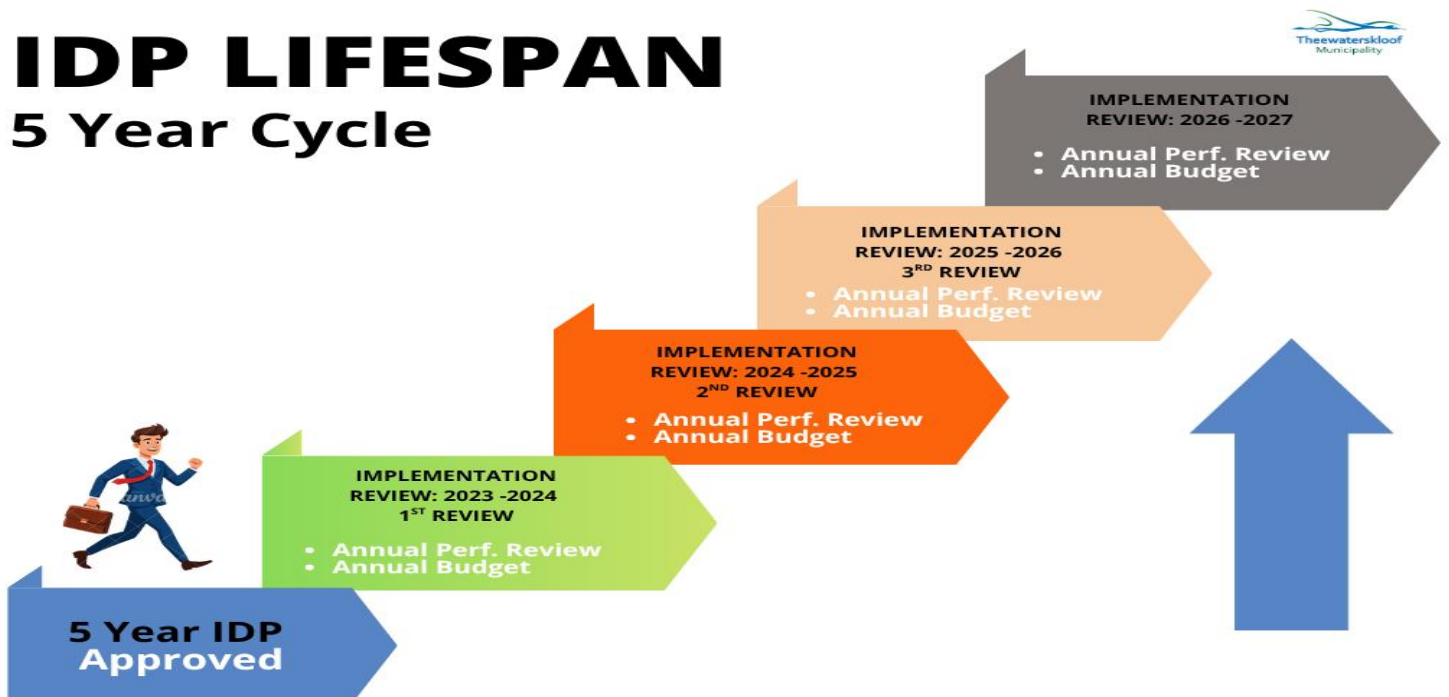 IDP LIFESPAN
5 Year Cycle
Theewaterskloof
Municipality
IMPLEMENTATION
REVIEW: 2026 -2027
• Annual Perf. Review
• Annual Budget
IMPLEMENTATION
REVIEW: 2025 -2026
3RD REVIEW
• Annual Perf. Review
• Annual Budget
IMPLEMENTATION
REVIEW: 2024 -2025
2ND REVIEW
• Annual Perf. Review
• Annual Budget
IMPLEMENTATION
REVIEW: 2023 -2024
1ST REVIEW
• Annual Perf. Review
• Annual Budget
5 Year IDP
Approved